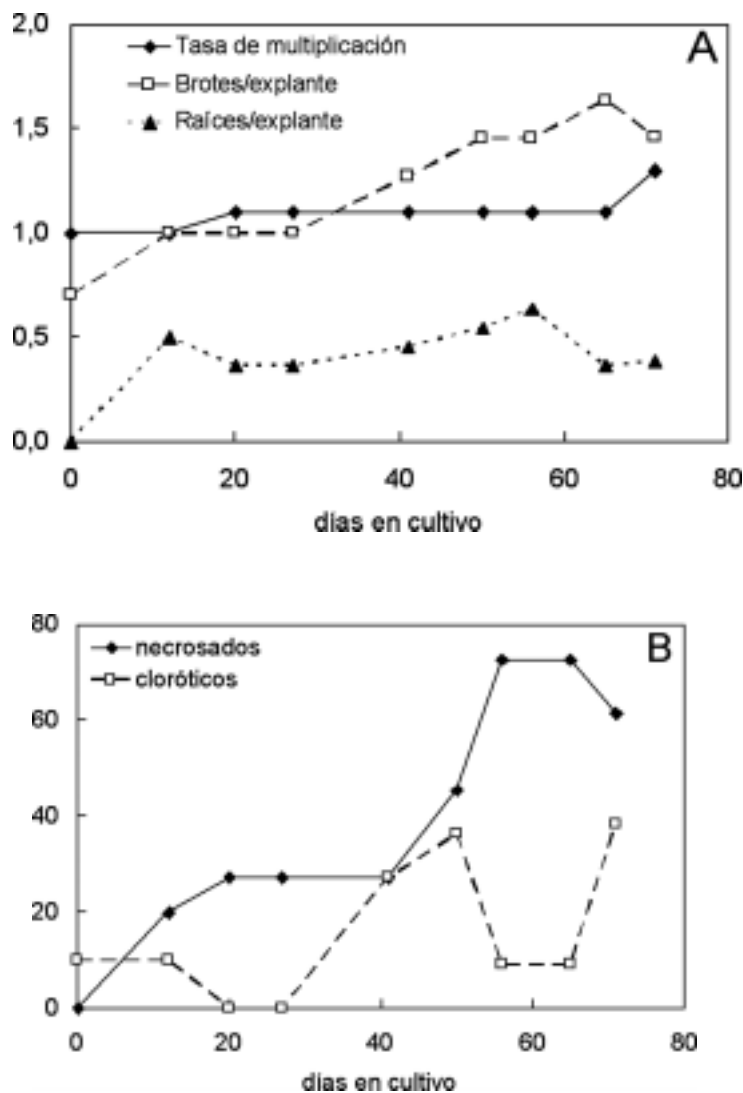 2,0
A
Tasa de multiplicación
Brotes/explante
Raíces/explante
1,5
1,0
0,5
0,0
0 20 40 60 80
días en cultivo
80
B
necrosados
cloróticos
60
40
20
0
0 20 40 60 80
días en cultivo